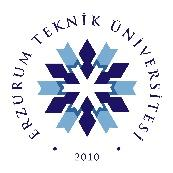 ERZURUM TEKNİK ÜNİVERSİTESİ
• 2010 •